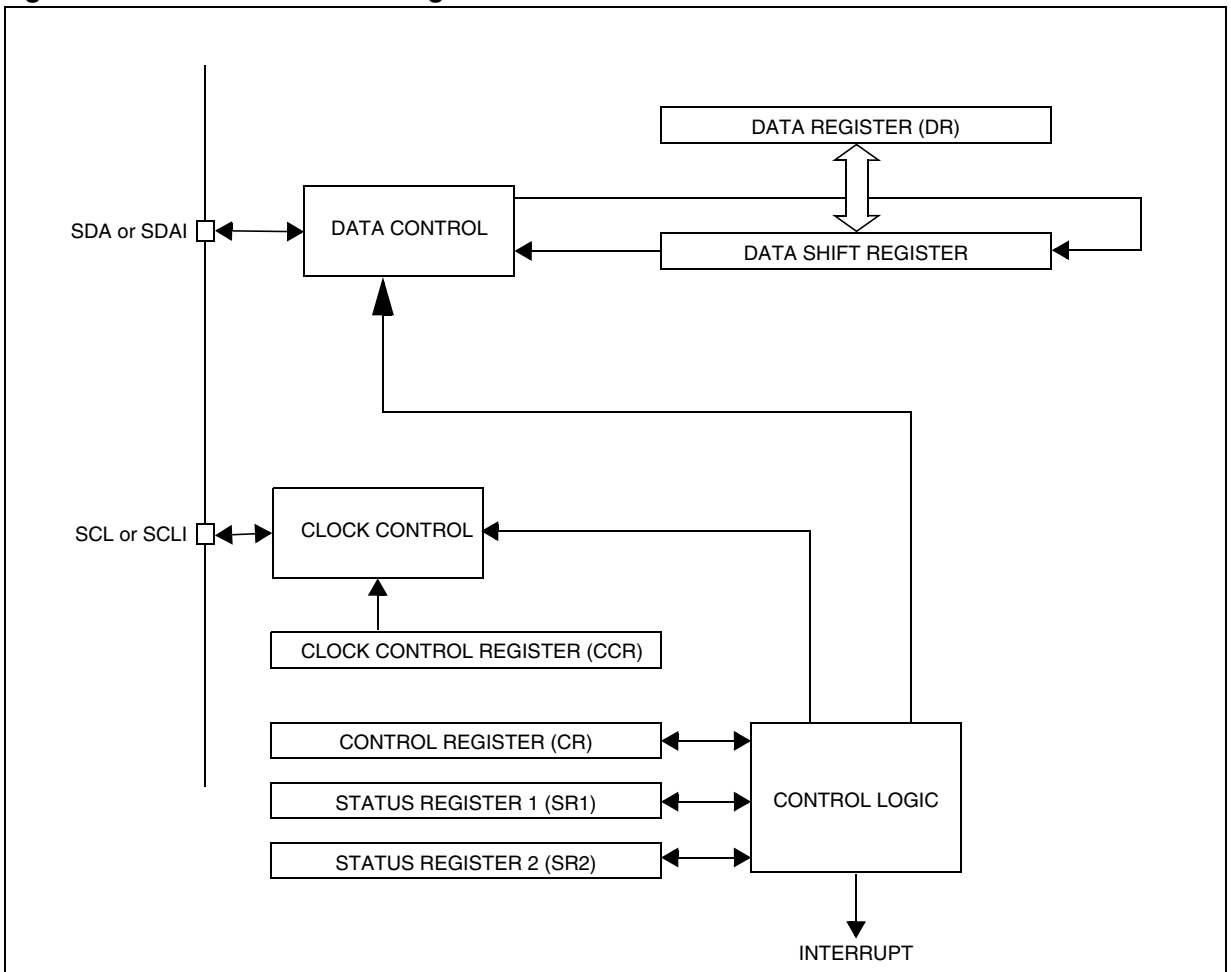 DATA REGISTER (DR)
SDA or SDAI
DATA CONTROL
DATA SHIFT REGISTER
SCL or SCLI
CLOCK CONTROL
CLOCK CONTROL REGISTER (CCR)
CONTROL REGISTER (CR)
STATUS REGISTER 1 (SR1)
CONTROL LOGIC
STATUS REGISTER 2 (SR2)
INTERRUPT